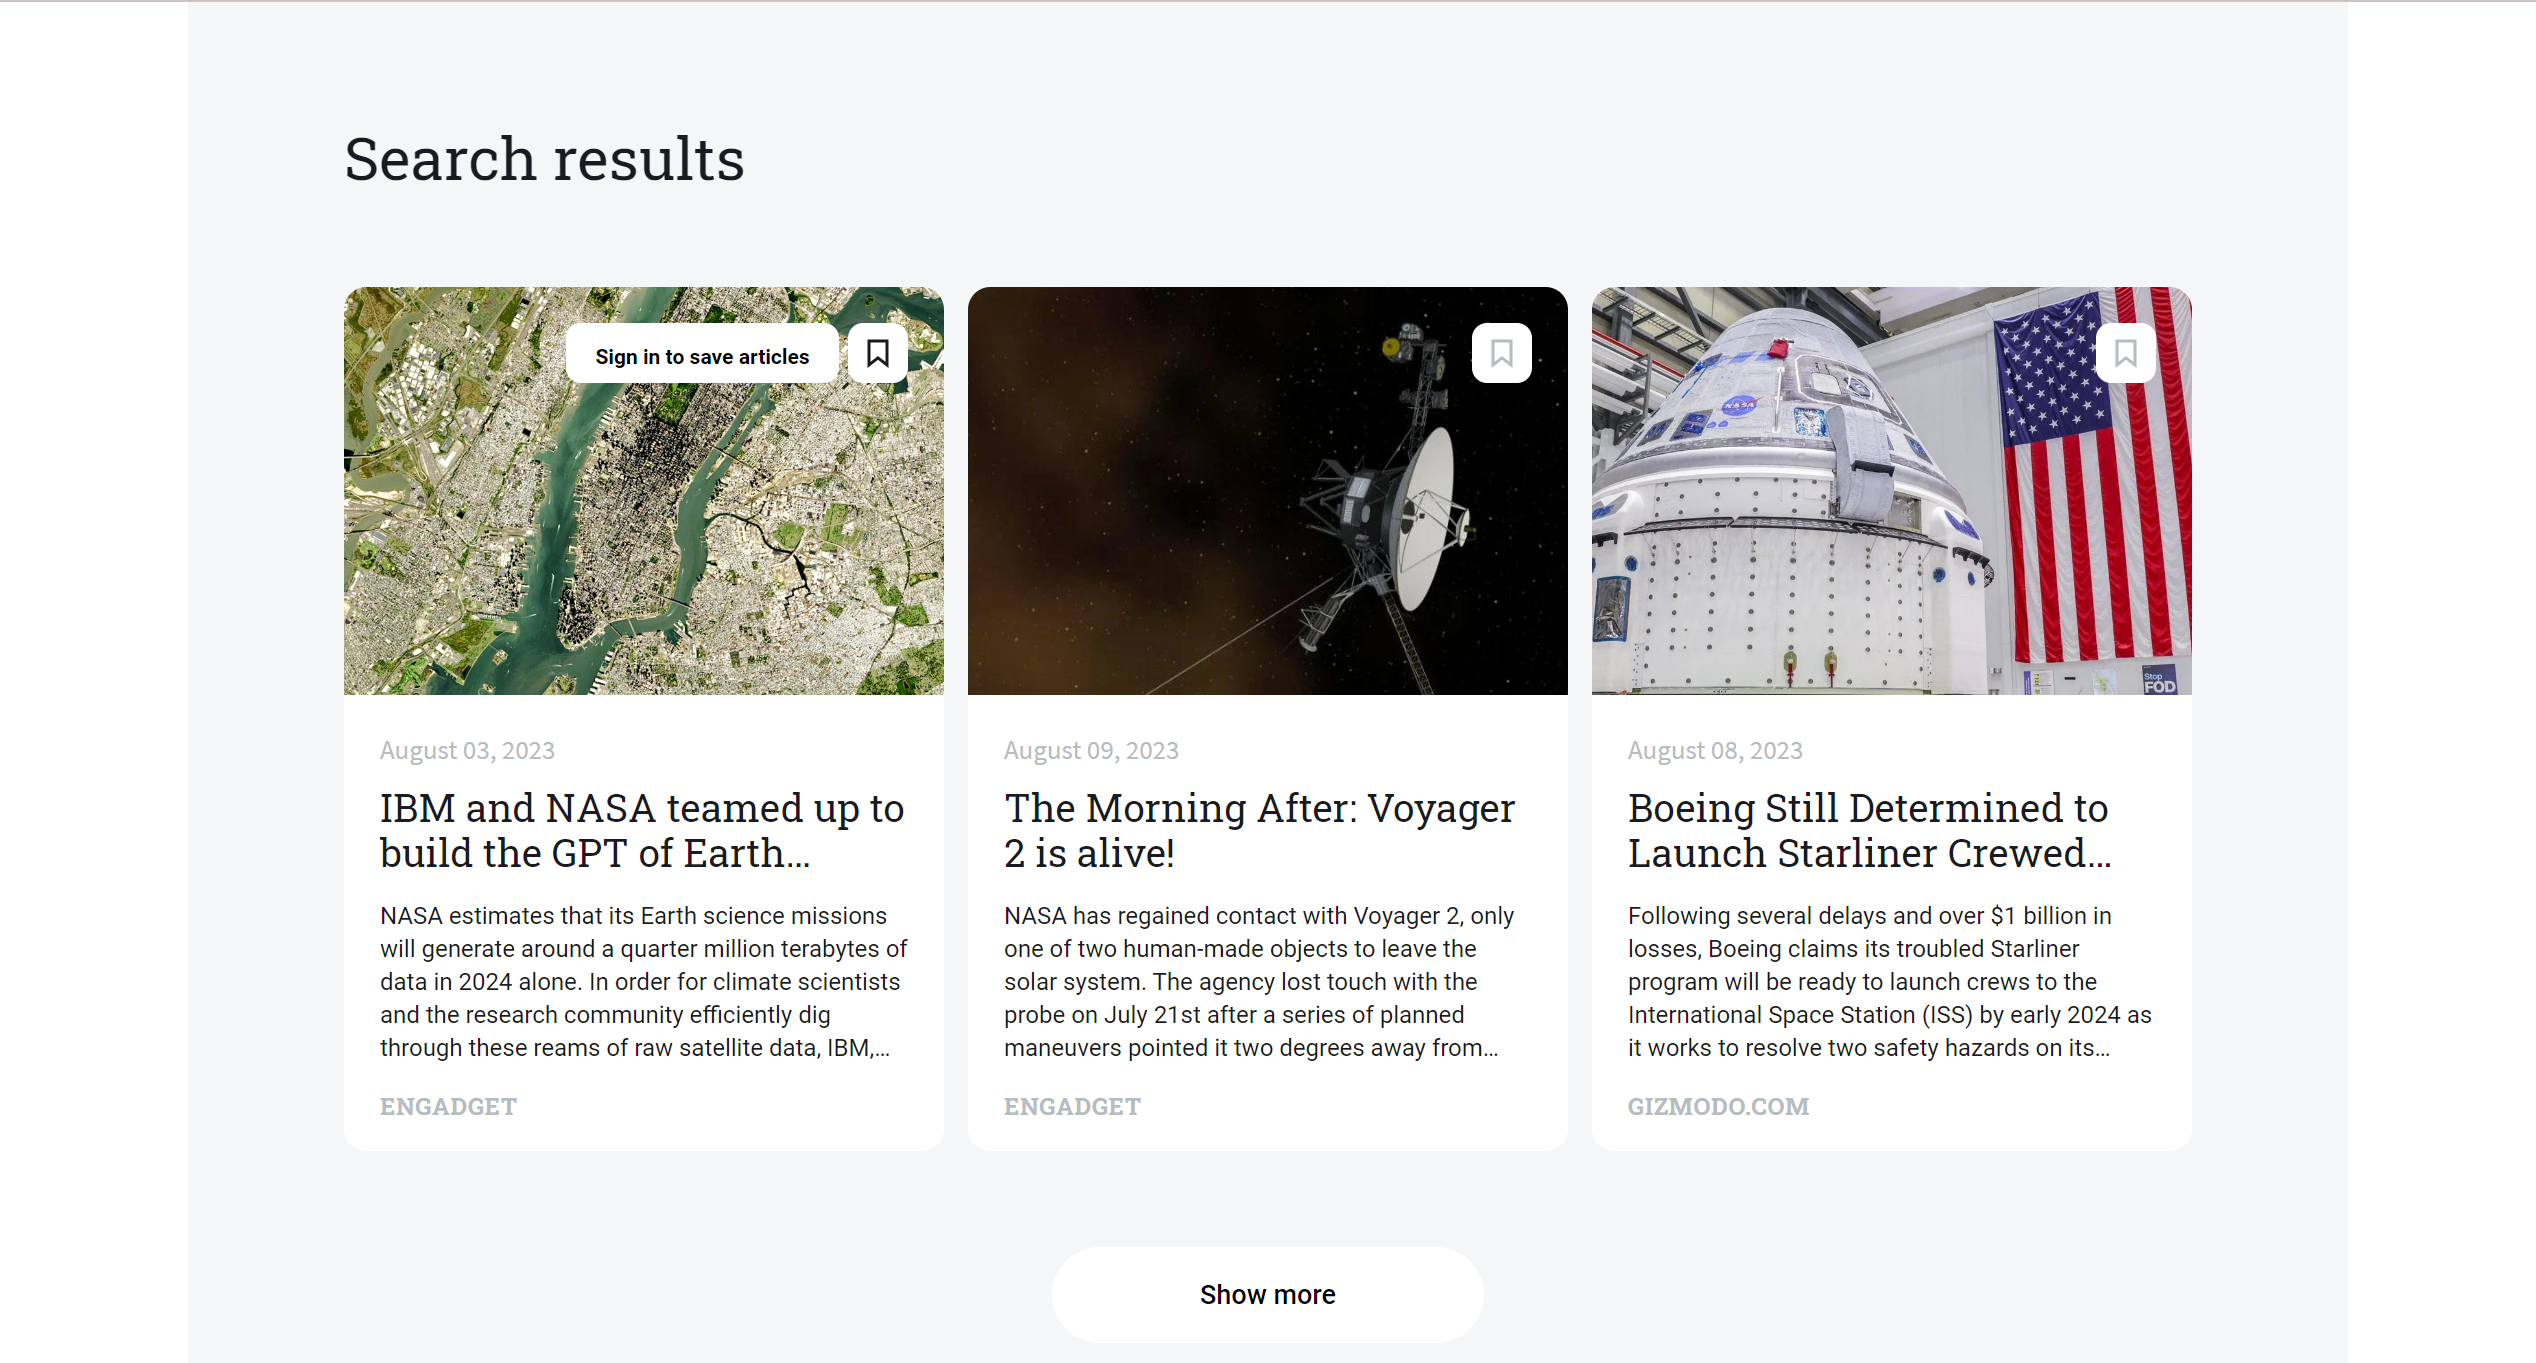 Search results
Sign in to save articles
NASA
Stop
FOD
August 03, 2023
IBM and NASA teamed up to
build the GPT of Earth...
NASA estimates that its Earth science missions
will generate around a quarter million terabytes of
data in 2024 alone. In order for climate scientists
and the research community efficiently dig
through these reams of raw satellite data, IBM,...
ENGADGET
August 09, 2023
The Morning After: Voyager
2 is alive!
NASA has regained contact with Voyager 2, only
one of two human-made objects to leave the
solar system. The agency lost touch with the
probe on July 21st after a series of planned
maneuvers pointed it two degrees away from...
ENGADGET
August 08, 2023
Boeing Still Determined to
Launch Starliner Crewed...
Following several delays and over $1 billion in
losses, Boeing claims its troubled Starliner
program will be ready to launch crews to the
International Space Station (ISS) by early 2024 as
it works to resolve two safety hazards on its...
GIZMODO.COM
Show more